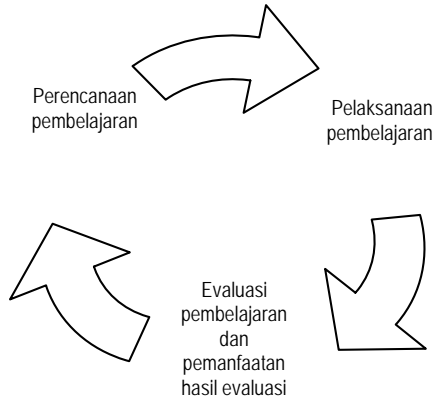 Perencanaan
pembelajaran
Pelaksanaan
pembelajaran
Evaluasi
pembelajaran
dan
pemanfaatan
hasil evaluasi